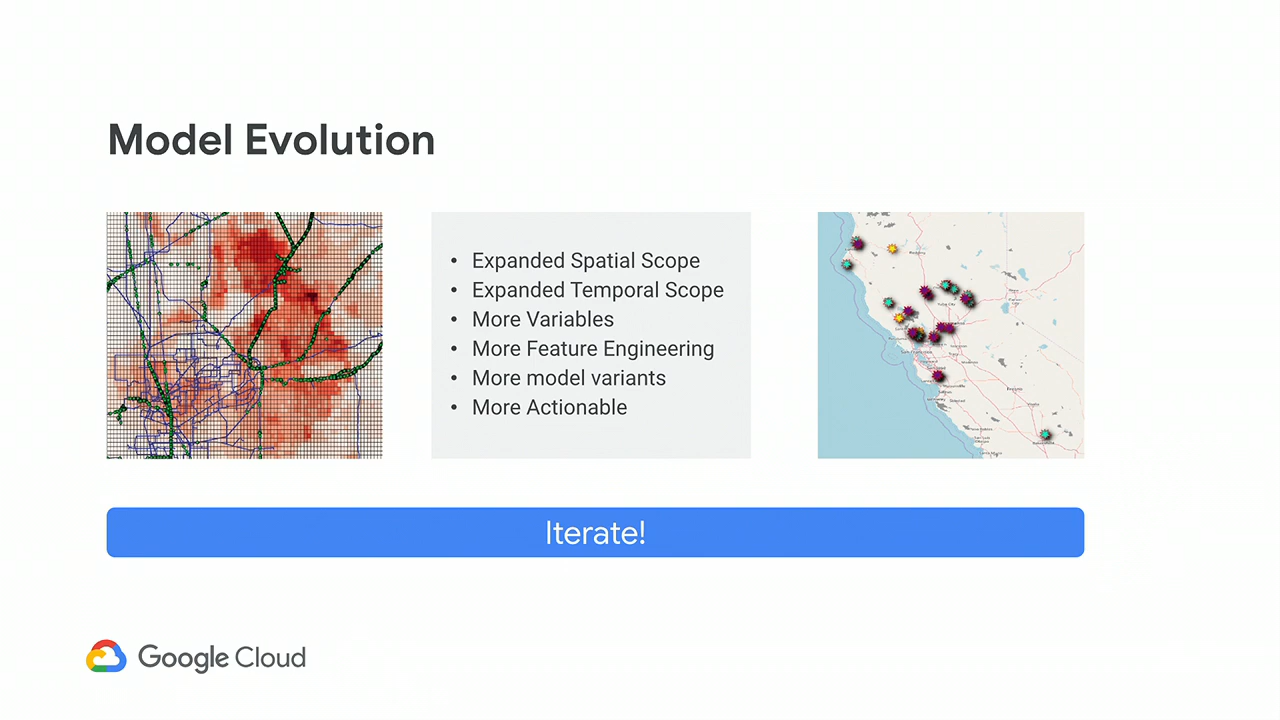 Model Evolution
• Expanded Spatial Scope
• Expanded Temporal Scope
• More Variables
• More Feature Engineering
• More model variants
• More Actionable
Iterate!
Google Cloud